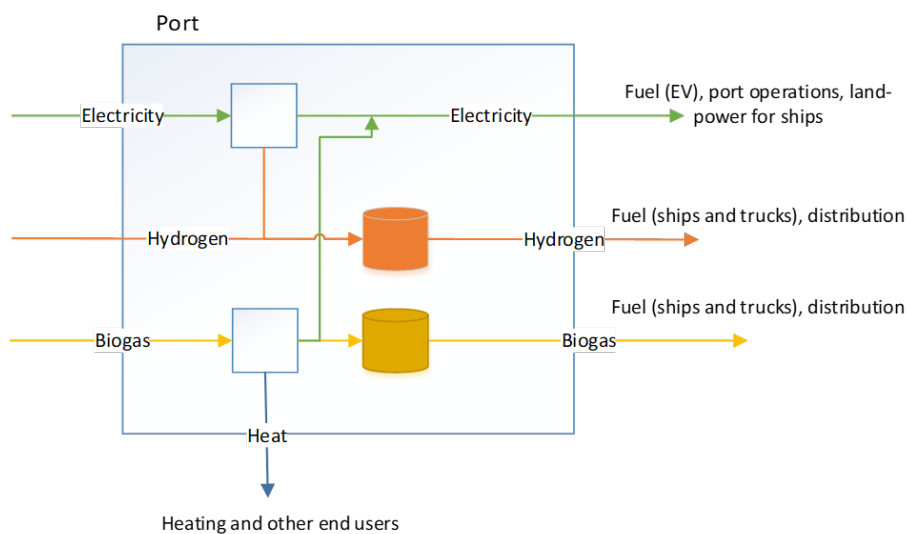 Port
Electricity
Electricity
Fuel (EV), port operations, land-
power for ships
Hydrogen
Hydrogen
Fuel (ships and trucks), distribution
Biogas
Biogas
Fuel (ships and trucks), distribution
Heat
Heating and other end users